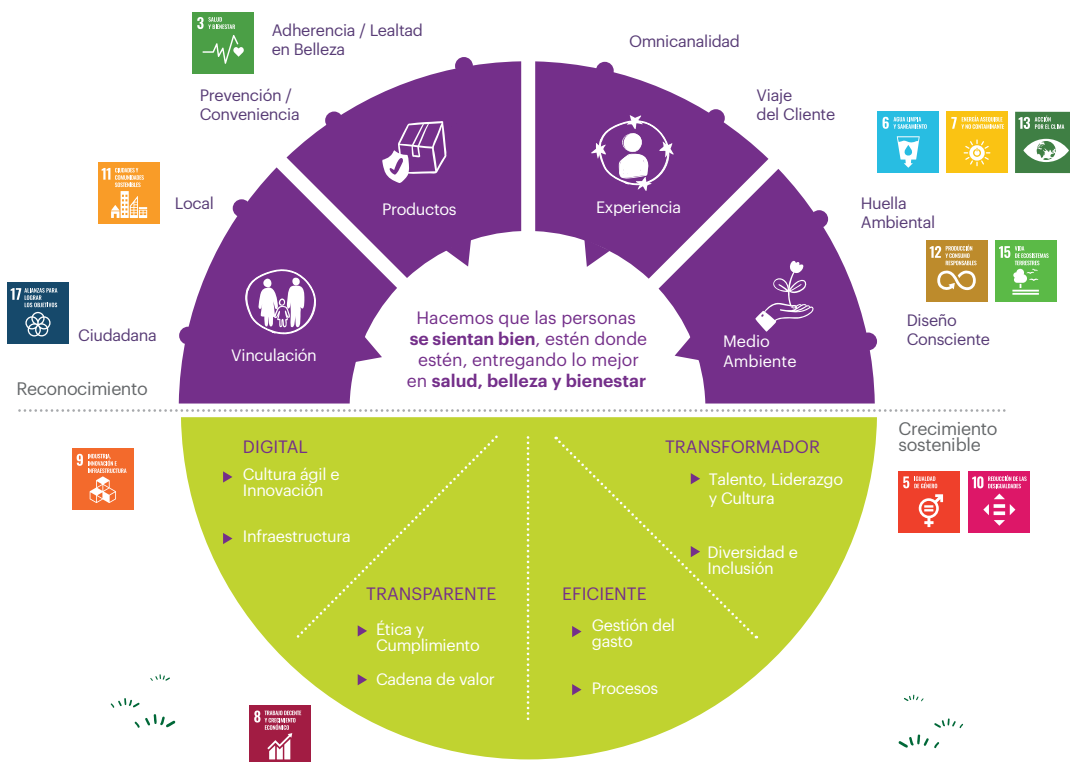 3 SALUD
Y BIENESTAR
Adherencia / Lealtad
en Belleza
Omnicanalidad
Prevención /
Conveniencia
Viaje
del Cliente
6 AGUA LIMPIA
Y SANEAMIENTO
7 ENERGÍA ASEQUIBLE
Y NO CONTAMINANTE
13 ACCIÓN
POR EL CLIMA
11 CIUDADES Y
COMUNIDADES
SOSTENIBLES
Local
Productos
Experiencia
Huella
Ambiental
12 PRODUCCIÓN
Y CONSUMO
RESPONSABLES
15 VIDA
DE ECOSISTEMAS
TERRESTRES
17 ALIANZAS PARA
LOGRAR
LOS OBJETIVOS
Ciudadana
Vinculación
Hacemos que las personas
se sientan bien, estén donde
estén, entregando lo mejor
en salud, belleza y bienestar
Medio
Ambiente
Diseño
Consciente
Reconocimiento
Crecimiento
sostenible
9 INDUSTRIA,
INNOVACIÓN E
INFRAESTRUCTURA
DIGITAL
Cultura ágil e
Innovación
Infraestructura
TRANSFORMADOR
Talento, Liderazgo
y Cultura
Diversidad e
Inclusión
5 IGUALDAD
DE GÉNERO
10 REDUCCIÓN DE LAS
DESIGUALDADES
TRANSPARENTE
Ética y
Cumplimiento
Cadena de valor
EFICIENTE
Gestión del
gasto
Procesos
8 TRABAJO DECENTE
Y CRECIMIENTO
ECONÓMICO